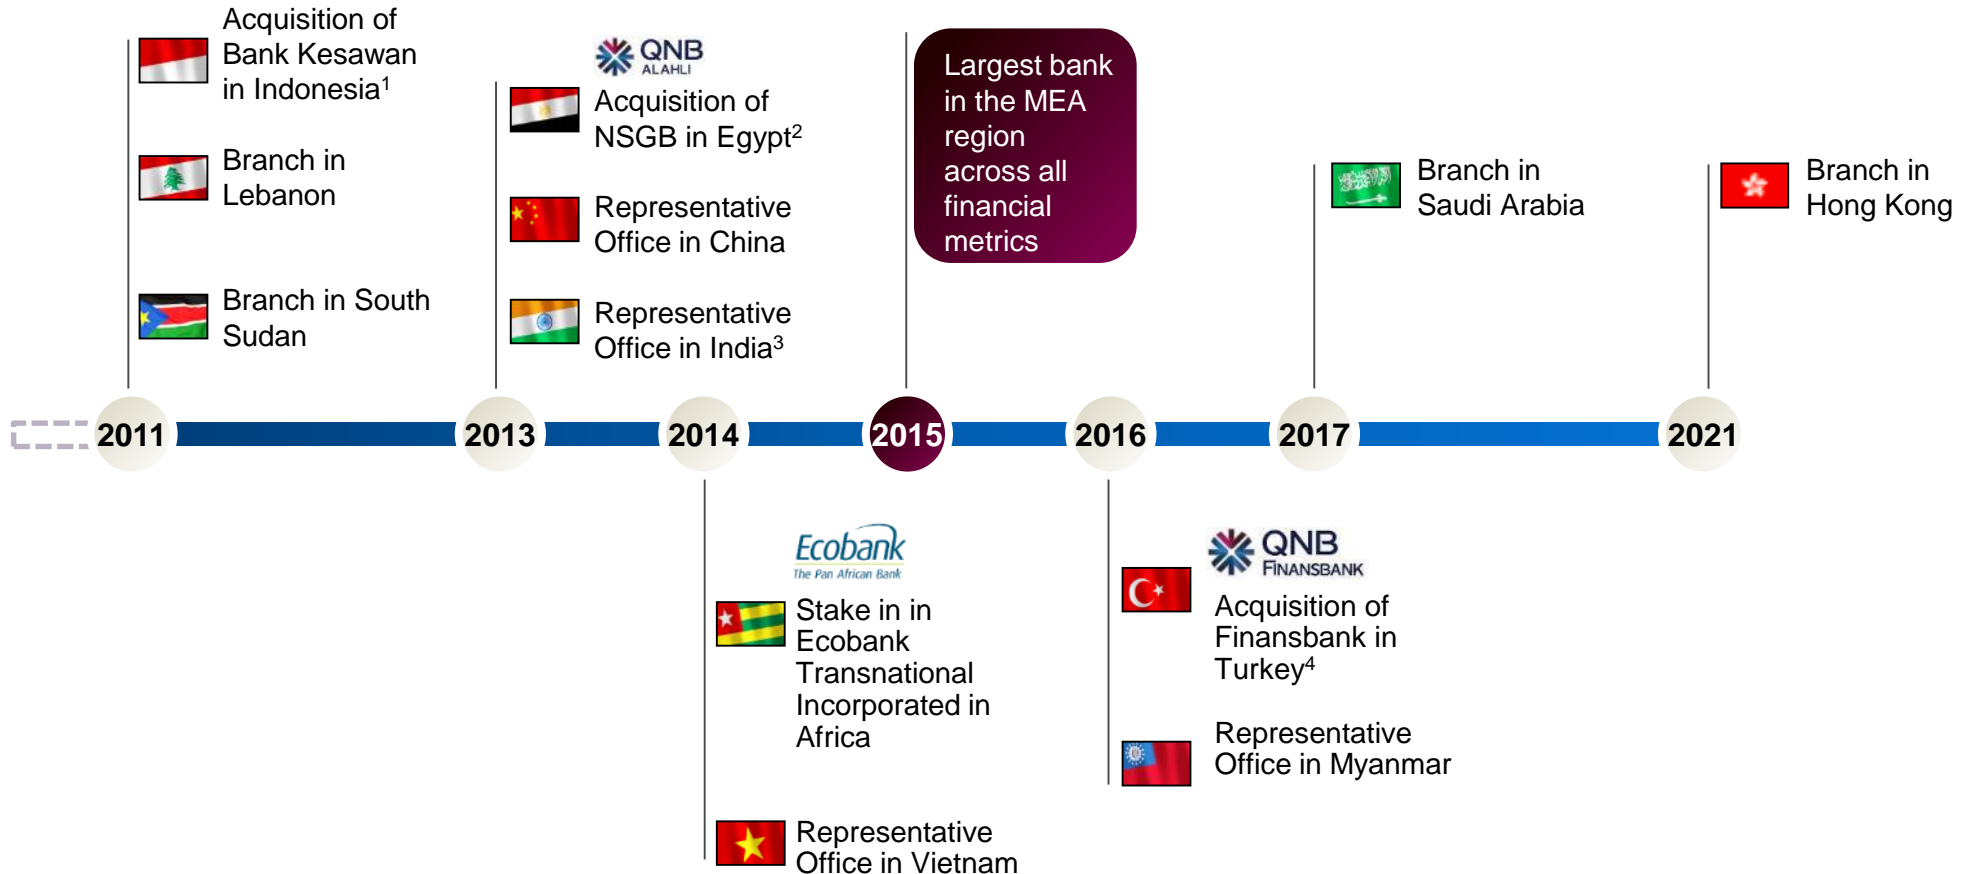 Acquisition of
Bank Kesawan
in Indonesia1
Branch in
Lebanon
Branch in South
Sudan
QNB
ALAHLI
Acquisition of
NSGB in Egypt2
Representative
Office in China
Representative
Office in India3
Largest bank
in the MEA
region
across all
financial
metrics
Branch in
Saudi Arabia
Branch in
Hong Kong
2011
2013
2014
2015
2016
2017
2021
Ecobank
The Pan African Bank
Stake in in
Ecobank
Transnational
Incorporated in
Africa
Representative
Office in Vietnam
QNB
FINANSBANK
Acquisition of
Finansbank in
Turkey4
Representative
Office in Myanmar